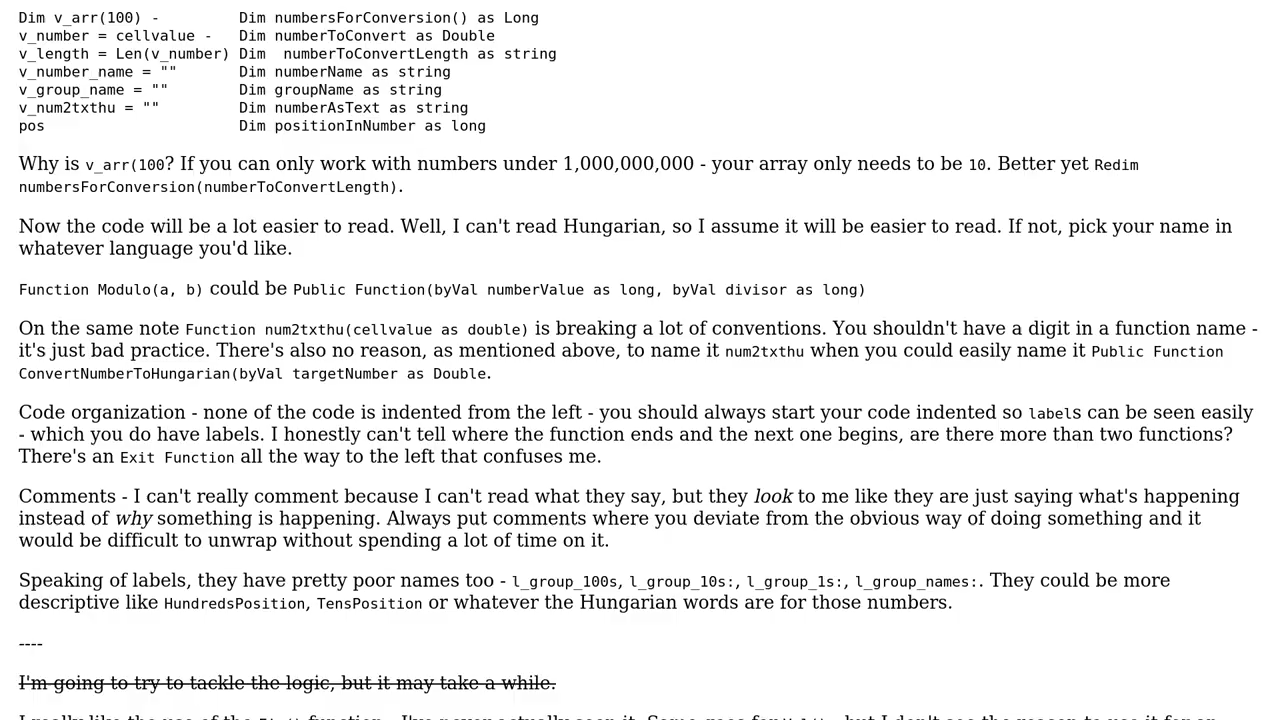 Dim v_arr(100) -         Dim numbersForConversion() as Long
v_number = cellvalue -   Dim numberToConvert as Double
v_length = Len(v_number) Dim  numberToConvertLength as string
v_number_name = ""       Dim numberName as string
v_group_name = ""        Dim groupName as string
v_num2txthu = ""         Dim numberAsText as string
pos                      Dim positionInNumber as long
Why is v_arr(100? If you can only work with numbers under 1,000,000,000 - your array only needs to be 10. Better yet Redim
numbersForConversion(numberToConvertLength).
Now the code will be a lot easier to read. Well, I can't read Hungarian, so I assume it will be easier to read. If not, pick your name in
whatever language you'd like.
Function Modulo(a, b) could be Public Function(byVal numberValue as long, byVal divisor as long)
On the same note Function num2txthu(cellvalue as double) is breaking a lot of conventions. You shouldn't have a digit in a function name -
it's just bad practice. There's also no reason, as mentioned above, to name it num2txthu when you could easily name it Public Function
ConvertNumberToHungarian(byVal targetNumber as Double.
Code organization - none of the code is indented from the left - you should always start your code indented so labels can be seen easily
- which you do have labels. I honestly can't tell where the function ends and the next one begins, are there more than two functions?
There's an Exit Function all the way to the left that confuses me.
Comments - I can't really comment because I can't read what they say, but they look to me like they are just saying what's happening
instead of why something is happening. Always put comments where you deviate from the obvious way of doing something and it
would be difficult to unwrap without spending a lot of time on it.
Speaking of labels, they have pretty poor names too - l_group_100s, l_group_10s:, l_group_1s:, l_group_names:. They could be more
descriptive like HundredsPosition, TensPosition or whatever the Hungarian words are for those numbers.
----
I'm going to try to tackle the logic, but it may take a while.